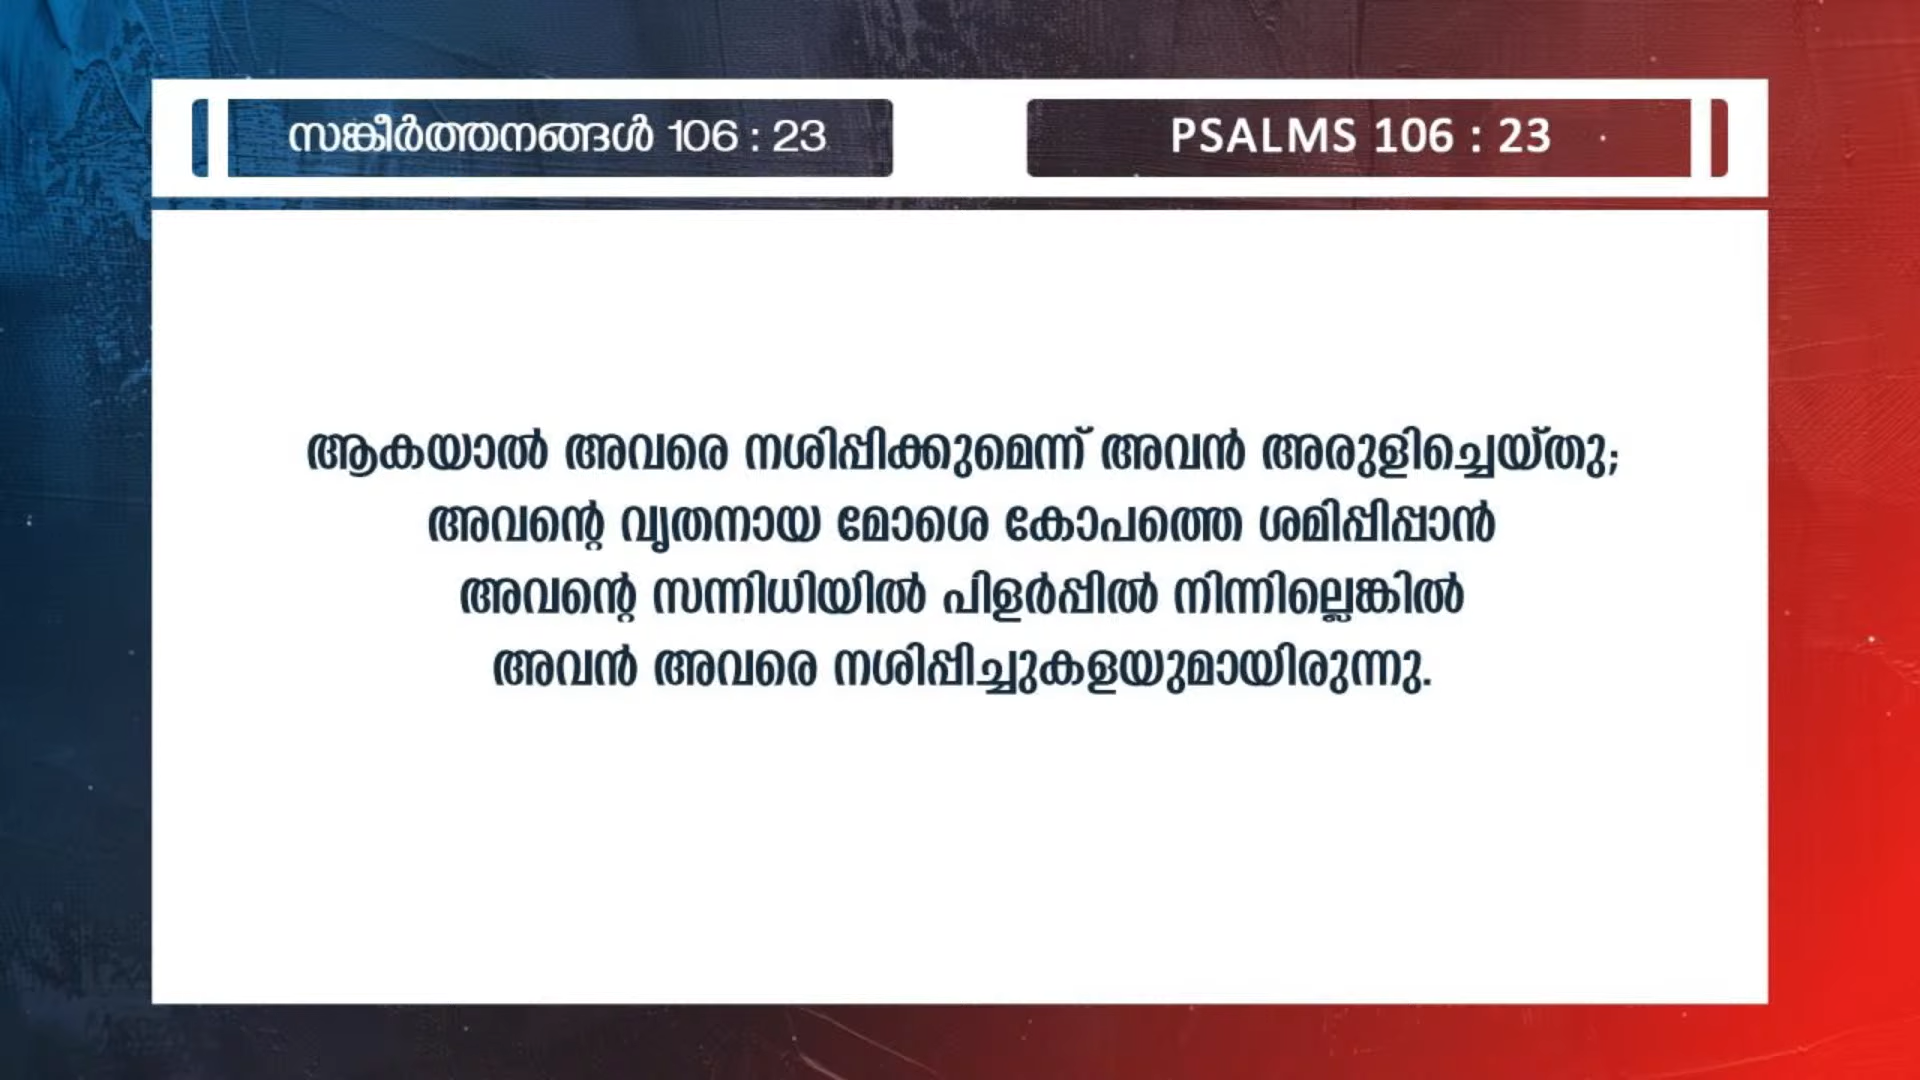 സങ്കീർത്തനങ്ങൾ 106 : 23
PSALMS 106 : 23
ആകയാൽ അവരെ നശിപ്പിക്കുമെന്ന് അവൻ അരുളിച്ചെയ്തു;
അവന്റെ വൃതനായ മോശെ കോപത്തെ ശമിപ്പിപ്പാൻ
അവന്റെ സന്നിധിയിൽ പിളർപ്പിൽ നിന്നില്ലെങ്കിൽ
അവൻ അവരെ നശിപ്പിച്ചുകളയുമായിരുന്നു.